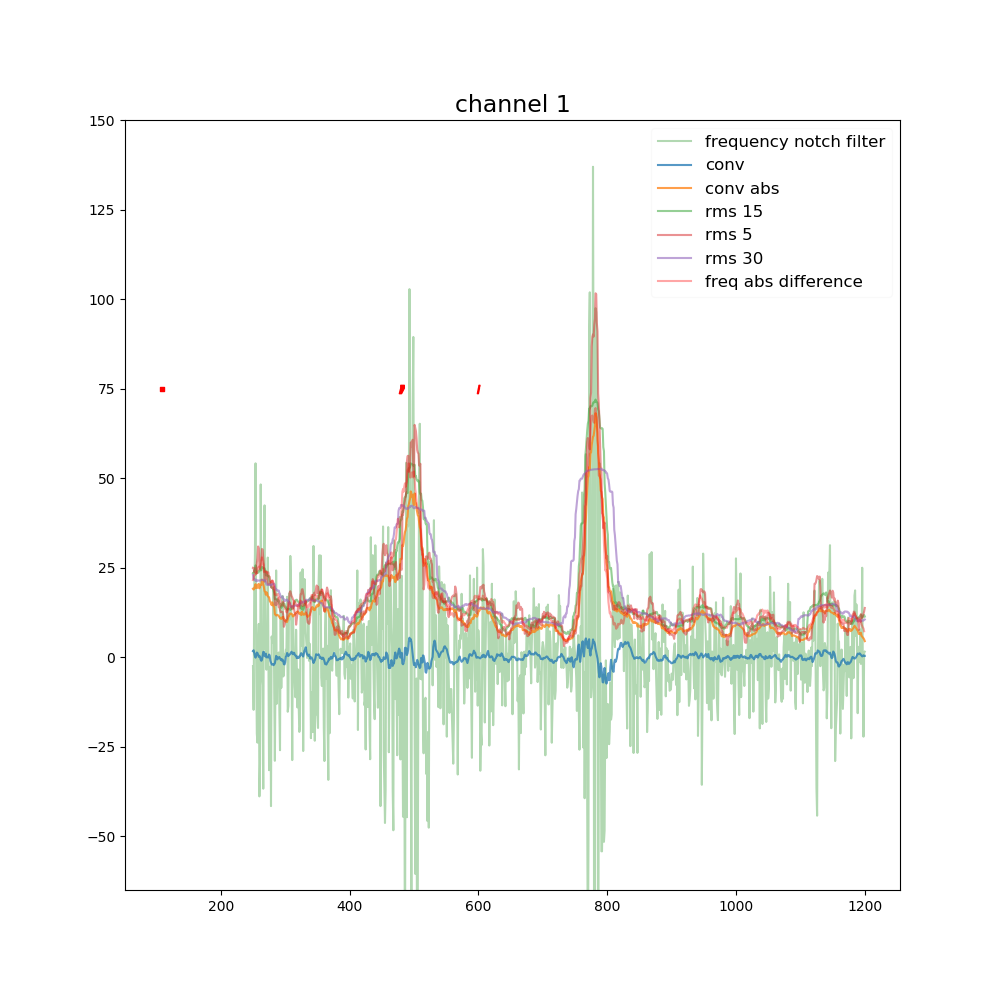 channel 1
150
125
100
75
50
25
0
−25
−50
200 400 600 800 1000 1200
frequency notch filter
conv
conv abs
rms 15
rms 5
rms 30
freq abs difference